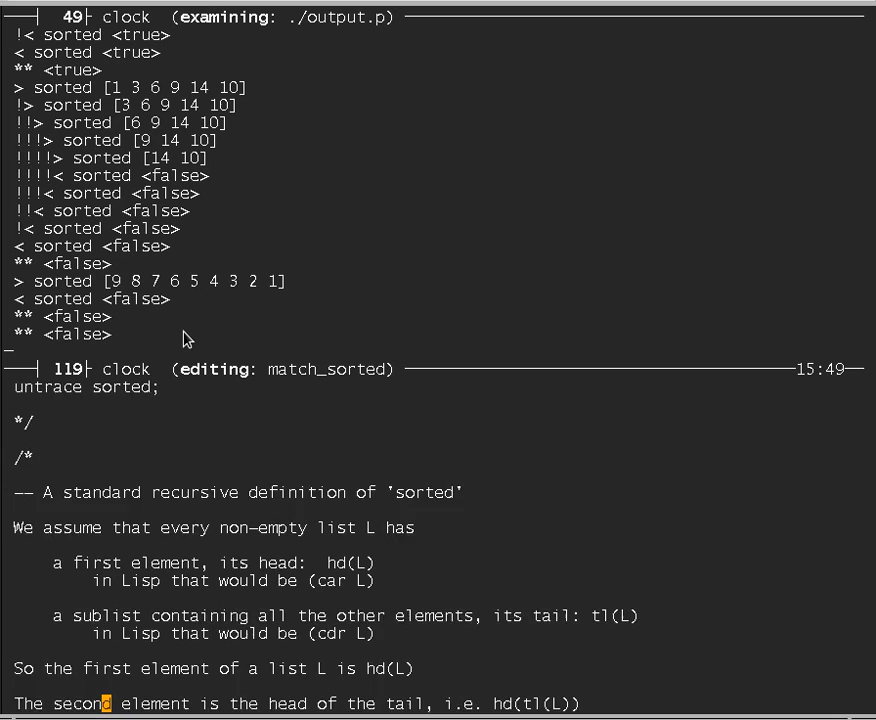 49 clock (examining: ./output.p)
!< sorted <true>
< sorted <true>
** <true>
> sorted [1 3 6 9 14 10]
!> sorted [3 6 9 14 10]
!!> sorted [6 9 14 10]
!!!> sorted [9 14 10]
!!!!> sorted [14 10]
!!!!< sorted <false>
!!!< sorted <false>
!!< sorted <false>
!< sorted <false>
< sorted <false>
** <false>
> sorted [9 8 7 6 5 4 3 2 1]
< sorted <false>
** <false>
** <false>
119 clock (editing: match_sorted) 15:49
untrace sorted;
*/
/*
-- A standard recursive definition of 'sorted'
We assume that every non-empty list L has
a first element, its head: hd(L)
in Lisp that would be (car L)
a sublist containing all the other elements, its tail: tl(L)
in Lisp that would be (cdr L)
So the first element of a list L is hd(L)
The second element is the head of the tail, i.e. hd(tl(L))